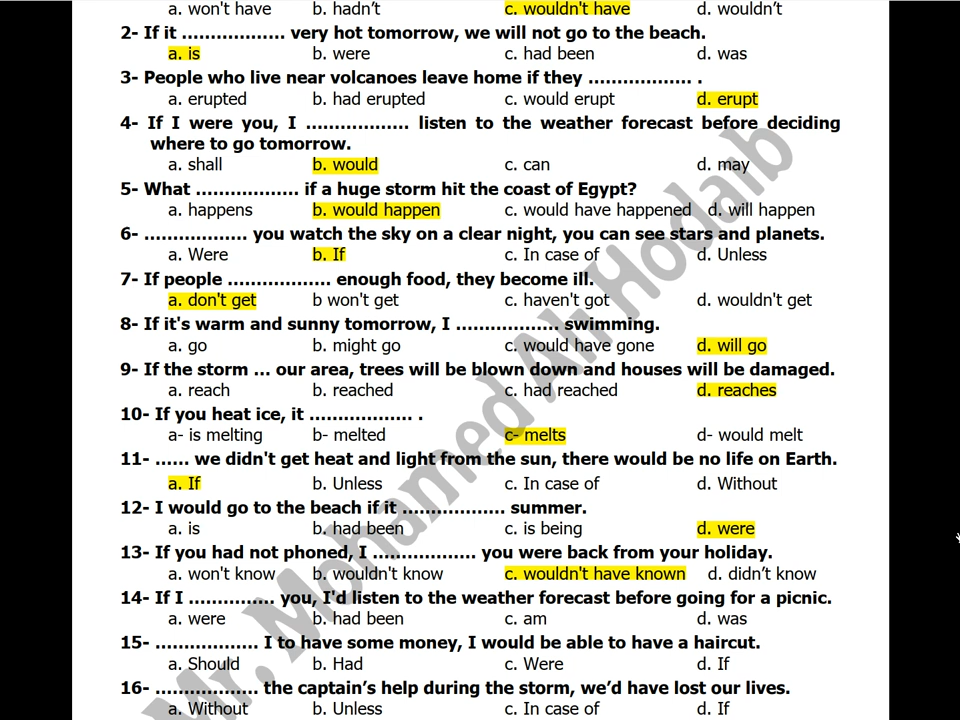 a. won't have b. hadn’t c. wouldn't have d. wouldn’t
2- If it .................. very hot tomorrow, we will not go to the beach.
a. is b. were c. had been d. was
3- People who live near volcanoes leave home if they .................. .
a. erupted b. had erupted c. would erupt d. erupt
4- If I were you, I .................. listen to the weather forecast before deciding
where to go tomorrow.
a. shall b. would c. can d. may
5- What .................. if a huge storm hit the coast of Egypt?
a. happens b. would happen c. would have happened d. will happen
6- .................. you watch the sky on a clear night, you can see stars and planets.
a. Were b. If c. In case of d. Unless
7- If people .................. enough food, they become ill.
a. don't get b won't get c. haven't got d. wouldn't get
8- If it's warm and sunny tomorrow, I .................. swimming.
a. go b. might go c. would have gone d. will go
9- If the storm ... our area, trees will be blown down and houses will be damaged.
a. reach b. reached c. had reached d. reaches
10- If you heat ice, it .................. .
a- is melting b- melted c- melts d- would melt
11- ...... we didn't get heat and light from the sun, there would be no life on Earth.
a. If b. Unless c. In case of d. Without
12- I would go to the beach if it .................. summer.
a. is b. had been c. is being d. were
13- If you had not phoned, I .................. you were back from your holiday.
a. won't know b. wouldn't know c. wouldn't have known d. didn’t know
14- If I ............... you, I'd listen to the weather forecast before going for a picnic.
a. were b. had been c. am d. was
15- .................. I to have some money, I would be able to have a haircut.
a. Should b. Had c. Were d. If
16- .................. the captain’s help during the storm, we’d have lost our lives.
a. Without b. Unless c. In case of d. If
Mr. Mohamed Ali Hodaib